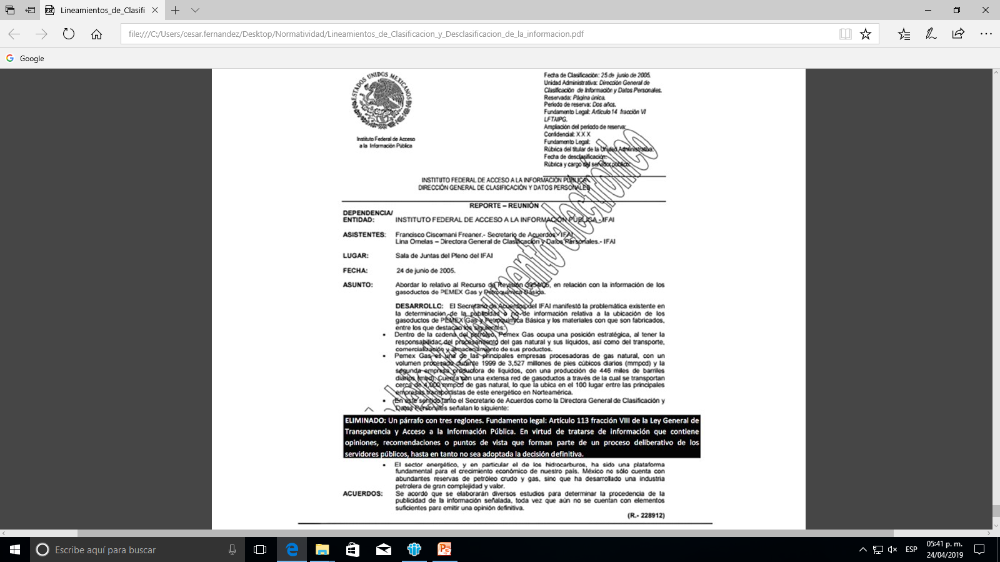 Lineamientos_de_Clasifi
file:///C:/Users/cesar.fernandez/Desktop/Normatividad/Lineamientos_de_Clasificacion_y_Desclasificacion_de_la_informacion.pdf
Google
ESTADOS UNIDOS MEXICANOS
Instituto Federal de Acceso
a la Información Pública
Fecha de Clasificación: 25 de junio de 2005.
Unidad Administrativa: Dirección General de
Clasificación de Información y Datos Personales.
Reservada: Página única.
Periodo de reserva: Dos años.
Fundamento Legal: Artículo 14 fracción VI
LFTAIPG.
Ampliación del periodo de reserva:
Confidencial: X X X
Fundamento Legal:
Rúbrica del titular de la Unidad Administrativa:
Fecha de desclasificación:
Rúbrica y cargo del servidor público:
INSTITUTO FEDERAL DE ACCESO A LA INFORMACIÓN PÚBLICA
DIRECCIÓN GENERAL DE CLASIFICACIÓN Y DATOS PERSONALES
REPORTE – REUNIÓN
DEPENDENCIA/
ENTIDAD: INSTITUTO FEDERAL DE ACCESO A LA INFORMACIÓN PÚBLICA - IFAI
ASISTENTES: Francisco Ciscomani Freaner.- Secretario de Acuerdos.- IFAI
Lina Ornelas – Directora General de Clasificación y Datos Personales.- IFAI
LUGAR: Sala de Juntas del Pleno del IFAI
FECHA: 24 de junio de 2005.
ASUNTO: Abordar lo relativo al Recurso de Revisión en relación con la información de los
gasoductos de PEMEX Gas y Petroquímica Básica.
DESARROLLO: El Secretario de Acuerdos del IFAI manifestó la problemática existente en
la determinación de la publicidad o no de información relativa a la ubicación de los
gasoductos de PEMEX Gas y Petroquímica Básica y los materiales con que son fabricados,
entre los que destacan los siguientes:
• Dentro de la cadena del petróleo, Pemex Gas ocupa una posición estratégica, al tener la
responsabilidad del procesamiento del gas natural y sus líquidos, así como del transporte,
comercialización y almacenamiento de sus productos.
• Pemex Gas es una de las principales empresas procesadoras de gas natural, con un
volumen procesado durante 1999 de 3,527 millones de pies cúbicos diarios (mmpcd) y la
segunda empresa productora de líquidos, con una producción de 446 miles de barriles
diarios (mbd). Cuenta con una extensa red de gasoductos a través de la cual se transportan
cerca de 4,000 mmpcd de gas natural, lo que la ubica en el 100 lugar entre las principales
empresas transportistas de este energético en Norteamérica.
• En este sentido tanto el Secretario de Acuerdos como la Directora General de Clasificación y
Datos Personales señalan lo siguiente:
ELIMINADO: Un párrafo con tres reglones. Fundamento legal: Artículo 113 fracción VIII de la Ley General de
Transparencia y Acceso a la Información Pública. En virtud de tratarse de información que contiene
opiniones, recomendaciones o puntos de vista que forman parte de un proceso deliberativo de los
servidores públicos, hasta en tanto no sea adoptada la decisión definitiva.
• El sector energético, y en particular el de los hidrocarburos, ha sido una plataforma
fundamental para el crecimiento económico de nuestro país. México no sólo cuenta con
abundantes reservas de petróleo crudo y gas, sino que ha desarrollado una industria
petrolera de gran complejidad y valor.
ACUERDOS: Se acordó que se elaborarán diversos estudios para determinar la procedencia de la
publicidad de la información señalada, toda vez que aún no se cuentan con elementos
suficientes para emitir una opinión definitiva.
(R.- 228912)
Escribe aquí para buscar
ESP
05:41 p. m.
24/04/2019